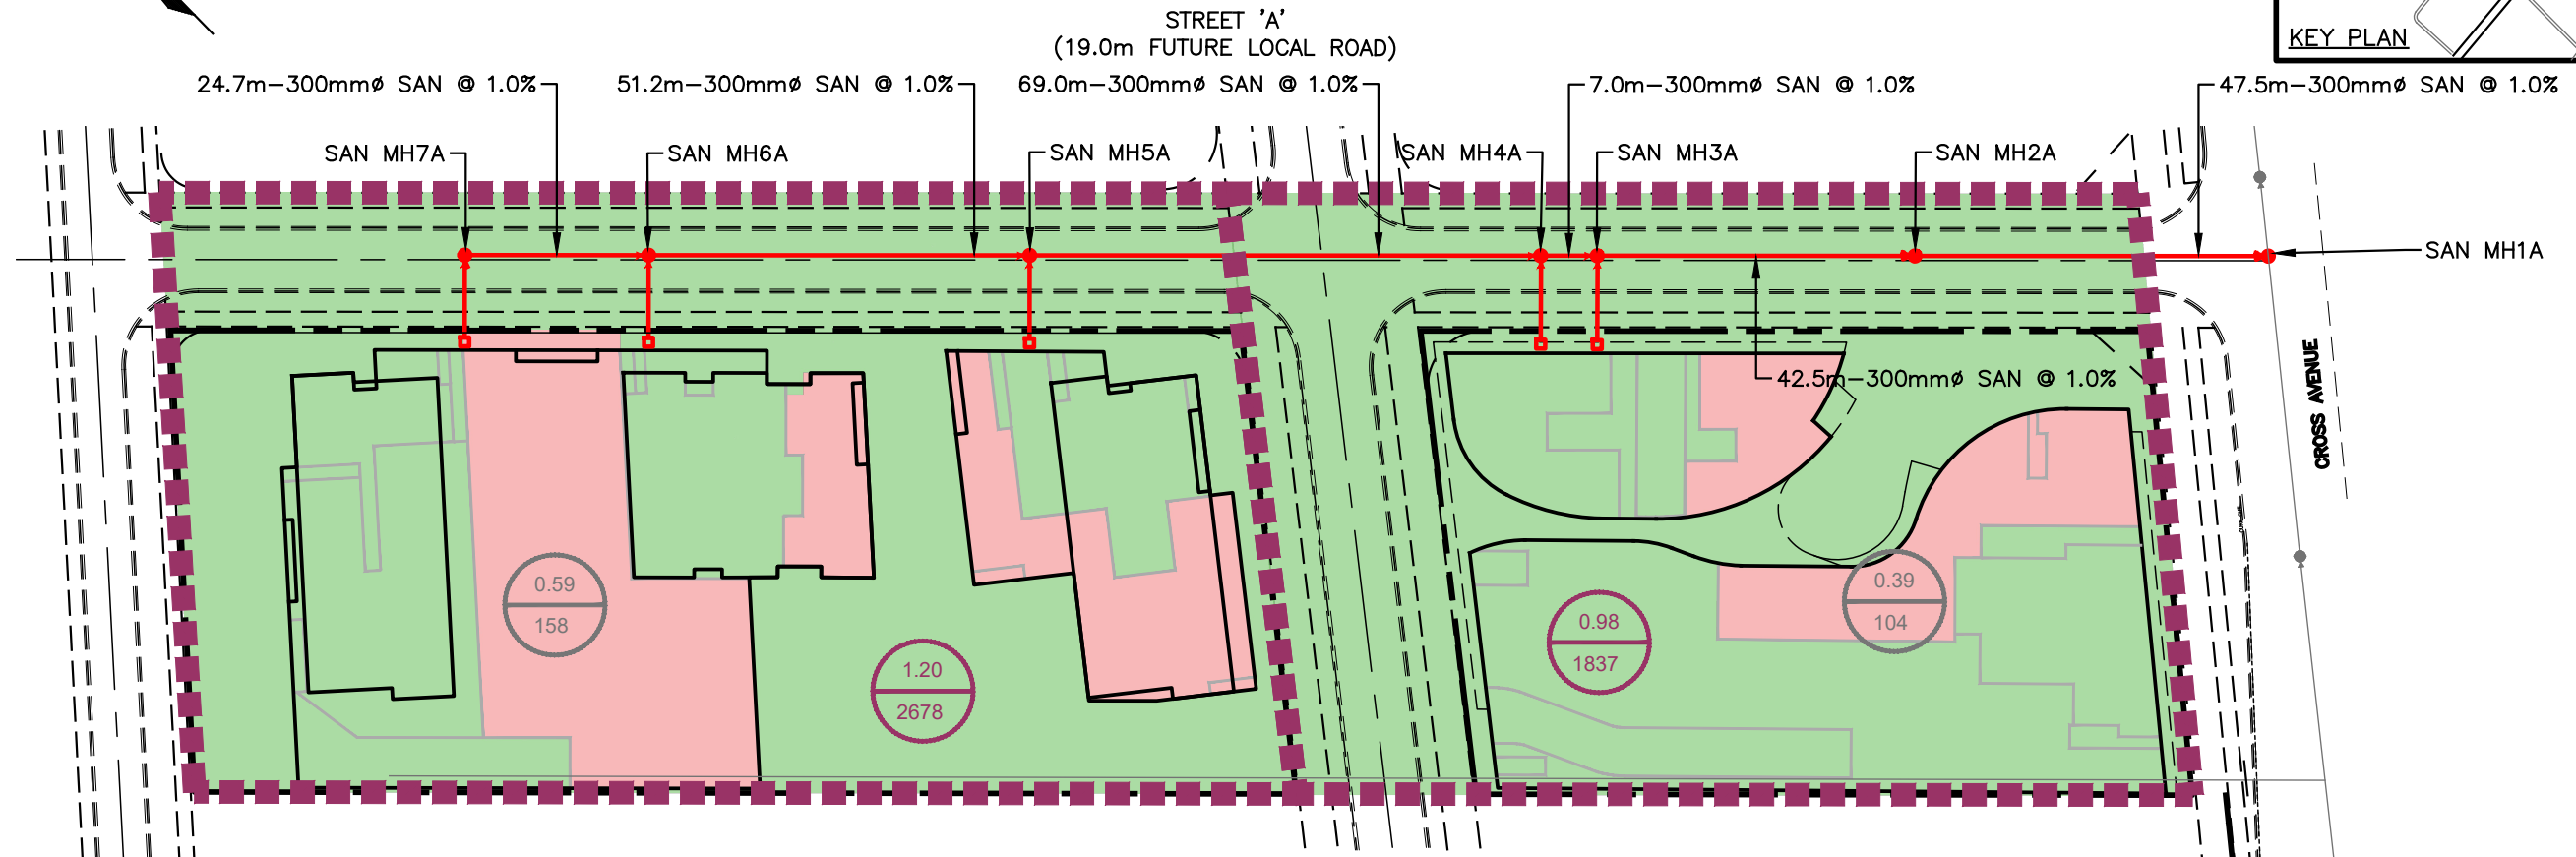 STREET 'A'
(19.0m FUTURE LOCAL ROAD)
KEY PLAN
24.7m-300mmø SAN @ 1.0%
51.2m-300mmø SAN @ 1.0%
69.0m-300mmø SAN @ 1.0%
7.0m-300mmø SAN @ 1.0%
47.5m-300mmø SAN @ 1.0%
SAN MH7A
SAN MH6A
SAN MH5A
SAN MH4A
SAN MH3A
SAN MH2A
SAN MH1A
42.5m-300mmø SAN @ 1.0%
CROSS AVENUE
0.59
158
1.20
2678
0.98
1837
0.39
104